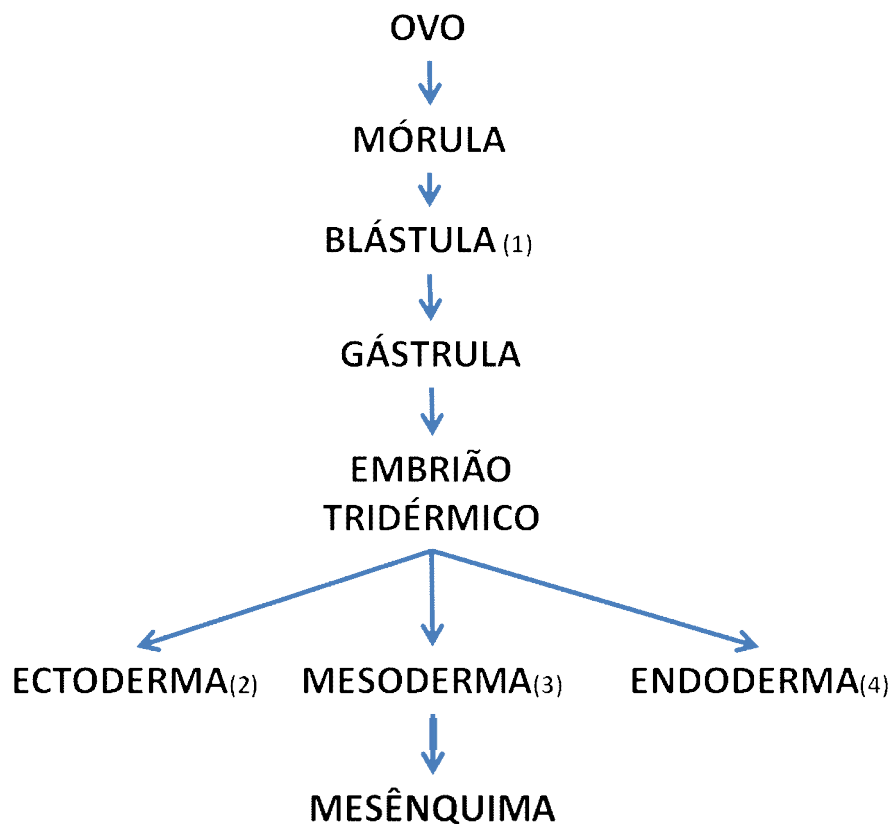 OVO
MÓRULA
BLÁSTULA (1)
GÁSTRULA
EMBRIÃO
TRIDÉRMICO
ECTODERMA(2) MESODERMA(3) ENDODERMA(4)
MESÊNQUIMA